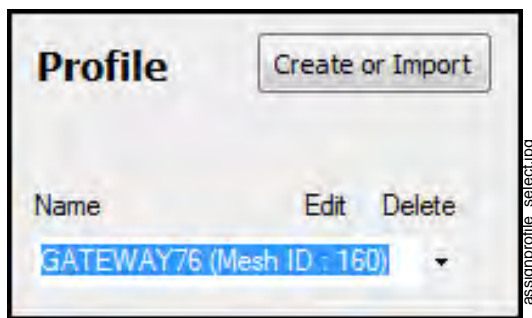 Profile
Create or Import
Name Edit Delete
GATEWAY76 (Mesh ID : 160)
assignprofile_select.jpg